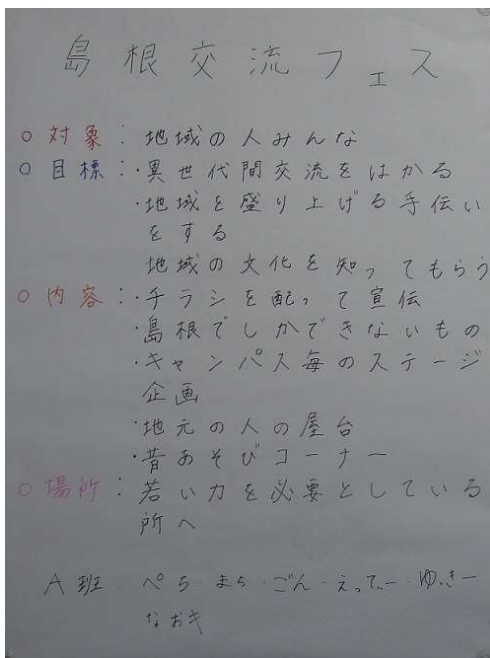 島根交流フェス
○対象：地域の人みんな
○目標：・異世代間交流をはかる
・地域を盛り上げる手伝い
をする
地域の文化を知ってもらう
○内容：・チラシを配って宣伝
・島根でしかできないもの
・キャンパス毎のステージ
企画
・地元の人の屋台
・昔あそびコーナー
○場所：若い力を必要としている
所へ
A班：ぺち・まち・ごん・えってぃー・ゆっきー
なおき